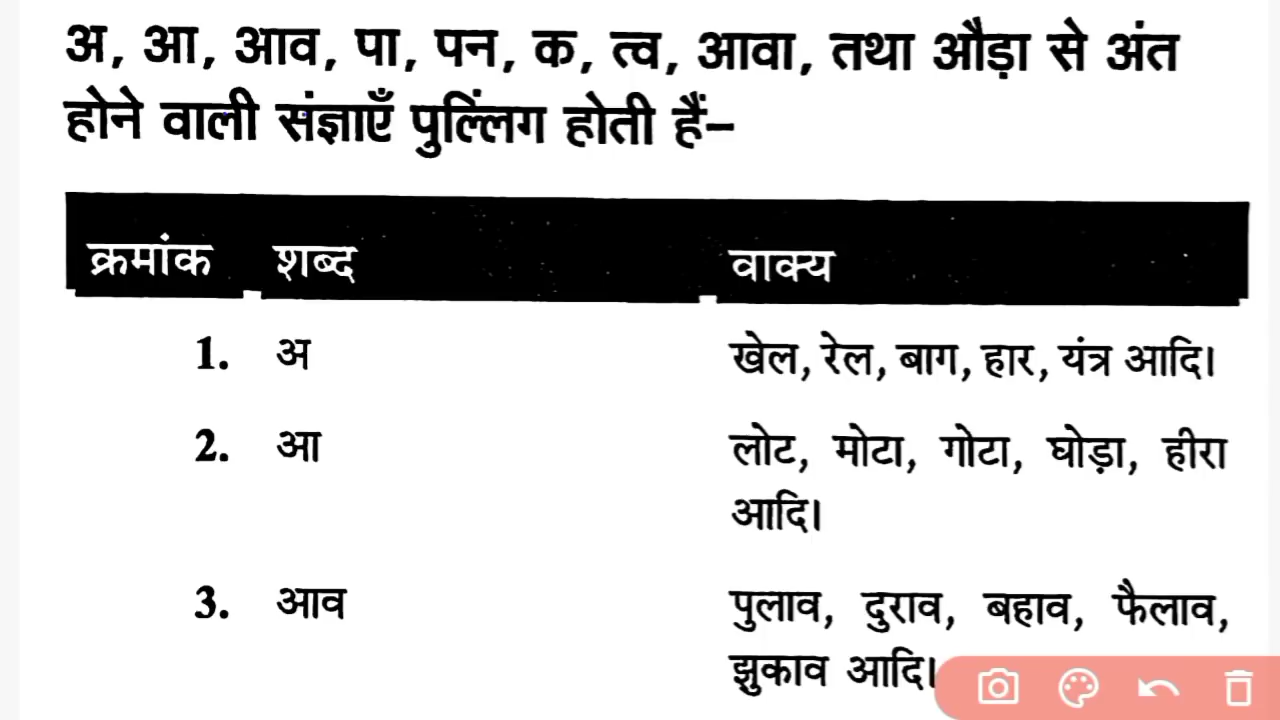 अ, आ, आव, पा, पन, क, त्व, आवा, तथा औड़ा से अंत
होने वाली संज्ञाएँ पुल्लिंग होती हैं–
क्रमांक शब्द वाक्य
1. अ खेल, रेल, बाग, हार, यंत्र आदि।
2. आ लोट, मोटा, गोटा, घोड़ा, हीरा
आदि।
3. आव पुलाव, दुराव, बहाव, फैलाव,
झुकाव आदि।